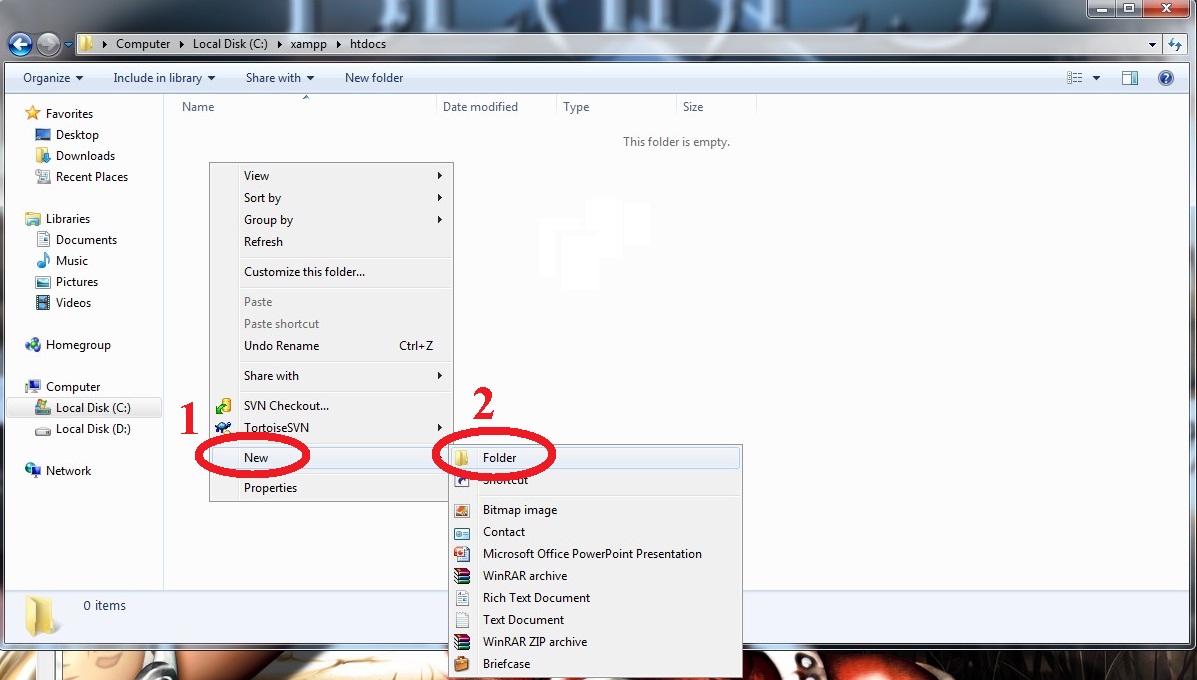 Computer Local Disk (C:) xampp htdocs
Organize Include in library Share with New folder
Name Date modified Type Size
This folder is empty.
Favorites
Desktop
Downloads
Recent Places
Libraries
Documents
Music
Pictures
Videos
Homegroup
Computer
Local Disk (C:)
Local Disk (D:)
Network
View
Sort by
Group by
Refresh
Customize this folder...
Paste
Paste shortcut
Undo Rename Ctrl+Z
Share with
SVN Checkout...
TortoiseSVN
1
New
Properties
2
Folder
Shortcut
Bitmap image
Contact
Microsoft Office PowerPoint Presentation
WinRAR archive
Rich Text Document
Text Document
WinRAR ZIP archive
Briefcase
0 items